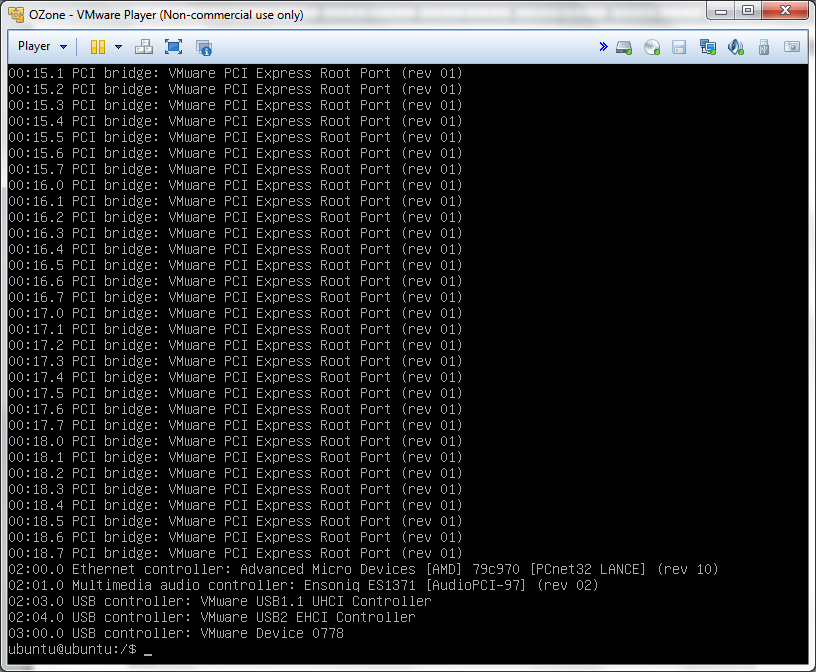 OZone - VMware Player (Non-commercial use only)
Player
00:15.1 PCI bridge: VMware PCI Express Root Port (rev 01)
00:15.2 PCI bridge: VMware PCI Express Root Port (rev 01)
00:15.3 PCI bridge: VMware PCI Express Root Port (rev 01)
00:15.4 PCI bridge: VMware PCI Express Root Port (rev 01)
00:15.5 PCI bridge: VMware PCI Express Root Port (rev 01)
00:15.6 PCI bridge: VMware PCI Express Root Port (rev 01)
00:15.7 PCI bridge: VMware PCI Express Root Port (rev 01)
00:16.0 PCI bridge: VMware PCI Express Root Port (rev 01)
00:16.1 PCI bridge: VMware PCI Express Root Port (rev 01)
00:16.2 PCI bridge: VMware PCI Express Root Port (rev 01)
00:16.3 PCI bridge: VMware PCI Express Root Port (rev 01)
00:16.4 PCI bridge: VMware PCI Express Root Port (rev 01)
00:16.5 PCI bridge: VMware PCI Express Root Port (rev 01)
00:16.6 PCI bridge: VMware PCI Express Root Port (rev 01)
00:16.7 PCI bridge: VMware PCI Express Root Port (rev 01)
00:17.0 PCI bridge: VMware PCI Express Root Port (rev 01)
00:17.1 PCI bridge: VMware PCI Express Root Port (rev 01)
00:17.2 PCI bridge: VMware PCI Express Root Port (rev 01)
00:17.3 PCI bridge: VMware PCI Express Root Port (rev 01)
00:17.4 PCI bridge: VMware PCI Express Root Port (rev 01)
00:17.5 PCI bridge: VMware PCI Express Root Port (rev 01)
00:17.6 PCI bridge: VMware PCI Express Root Port (rev 01)
00:17.7 PCI bridge: VMware PCI Express Root Port (rev 01)
00:18.0 PCI bridge: VMware PCI Express Root Port (rev 01)
00:18.1 PCI bridge: VMware PCI Express Root Port (rev 01)
00:18.2 PCI bridge: VMware PCI Express Root Port (rev 01)
00:18.3 PCI bridge: VMware PCI Express Root Port (rev 01)
00:18.4 PCI bridge: VMware PCI Express Root Port (rev 01)
00:18.5 PCI bridge: VMware PCI Express Root Port (rev 01)
00:18.6 PCI bridge: VMware PCI Express Root Port (rev 01)
00:18.7 PCI bridge: VMware PCI Express Root Port (rev 01)
02:00.0 Ethernet controller: Advanced Micro Devices [AMD] 79c970 [PCnet32 LANCE] (rev 10)
02:01.0 Multimedia audio controller: Ensoniq ES1371 [AudioPCI-97] (rev 02)
02:03.0 USB controller: VMware USB1.1 UHCI Controller
02:04.0 USB controller: VMware USB2 EHCI Controller
03:00.0 USB controller: VMware Device 0778
ubuntu@ubuntu:/$ _